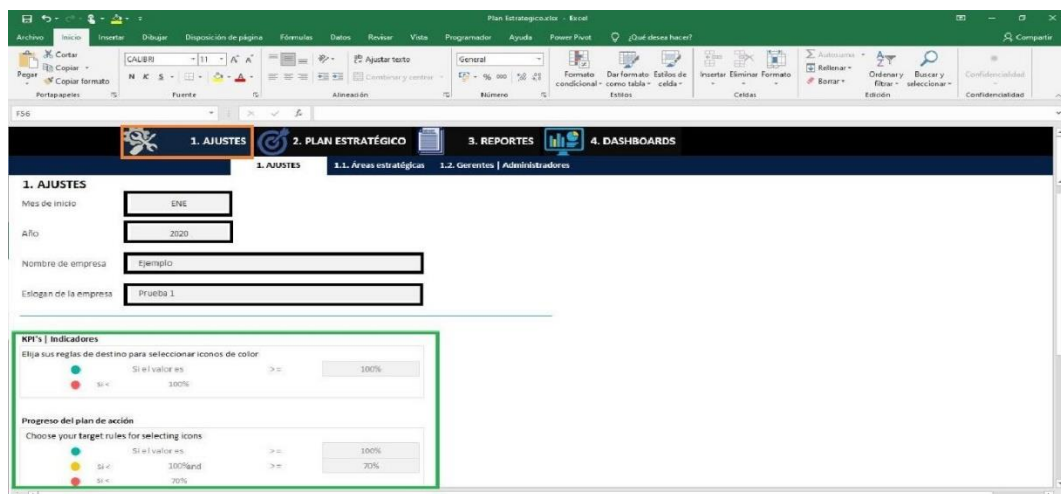 Plan Estrategico.xlsx - Excel
Archivo Inicio Insertar Dibujar Disposición de página Fórmulas Datos Revisar Vista Programador Ayuda Power Pivot ¿Qué desea hacer? Compartir
Pegar
Cortar
Copiar
Copiar formato
Portapapeles
CALIBRI 11
N K S
Fuente
Ajustar texto
Combinar y centrar
Alineación
General
% 000
Número
Formato condicional
Dar formato como tabla
Estilos de celda
Estilos
Insertar Eliminar Formato
Celdas
Autosuma
Rellenar
Borrar
Ordenar y filtrar
Buscar y seleccionar
Edición
Confidencialidad
Confidencialidad
F56 fx
1. AJUSTES 2. PLAN ESTRATÉGICO 3. REPORTES 4. DASHBOARDS
1. AJUSTES 1.1. Áreas estratégicas 1.2. Gerentes | Administradores
1. AJUSTES
Mes de inicio ENE
Año 2020
Nombre de empresa Ejemplo
Eslogan de la empresa Prueba 1
KPI's | Indicadores
Elija sus reglas de destino para seleccionar iconos de color
Si el valor es >= 100%
Si < 100%
Progreso del plan de acción
Choose your target rules for selecting icons
Si el valor es >= 100%
Si < 100%and >= 70%
Si < 70%